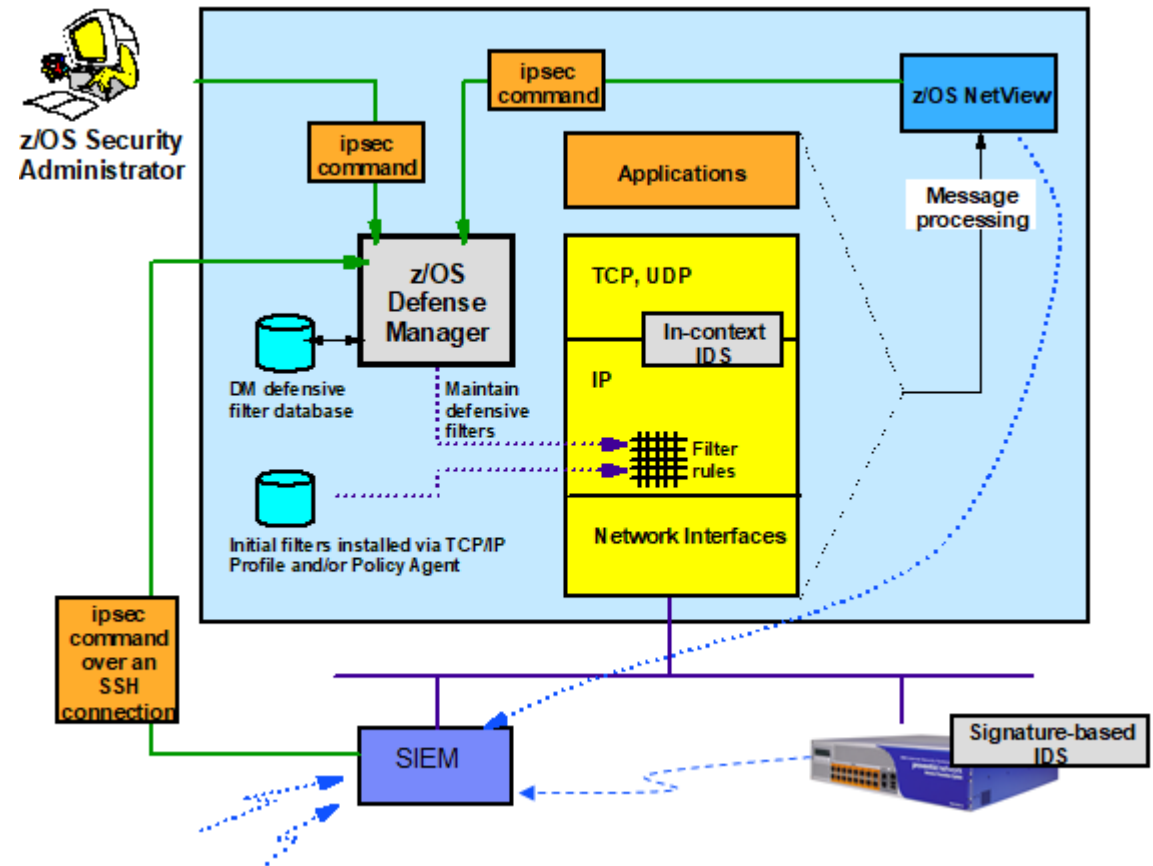 z/OS Security
Administrator
ipsec
command
ipsec
command
z/OS NetView
Applications
Message
processing
z/OS
Defense
Manager
TCP, UDP
In-context
IDS
IP
DM defensive
filter database
Maintain
defensive
filters
Filter
rules
Initial filters installed via TCP/IP
Profile and/or Policy Agent
Network Interfaces
ipsec
command
over an
SSH
connection
SIEM
Signature-based
IDS